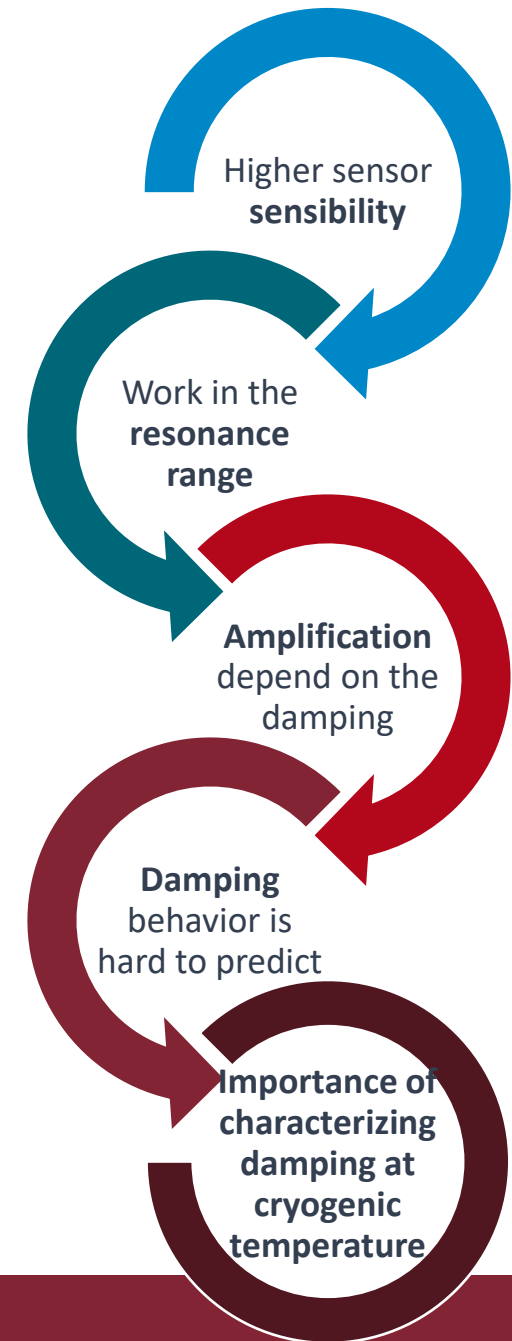 Higher sensor
sensibility
Work in the
resonance
range
Amplification
depend on the
damping
Damping
behavior is
hard to predict
Importance of
characterizing
damping at
cryogenic
temperature